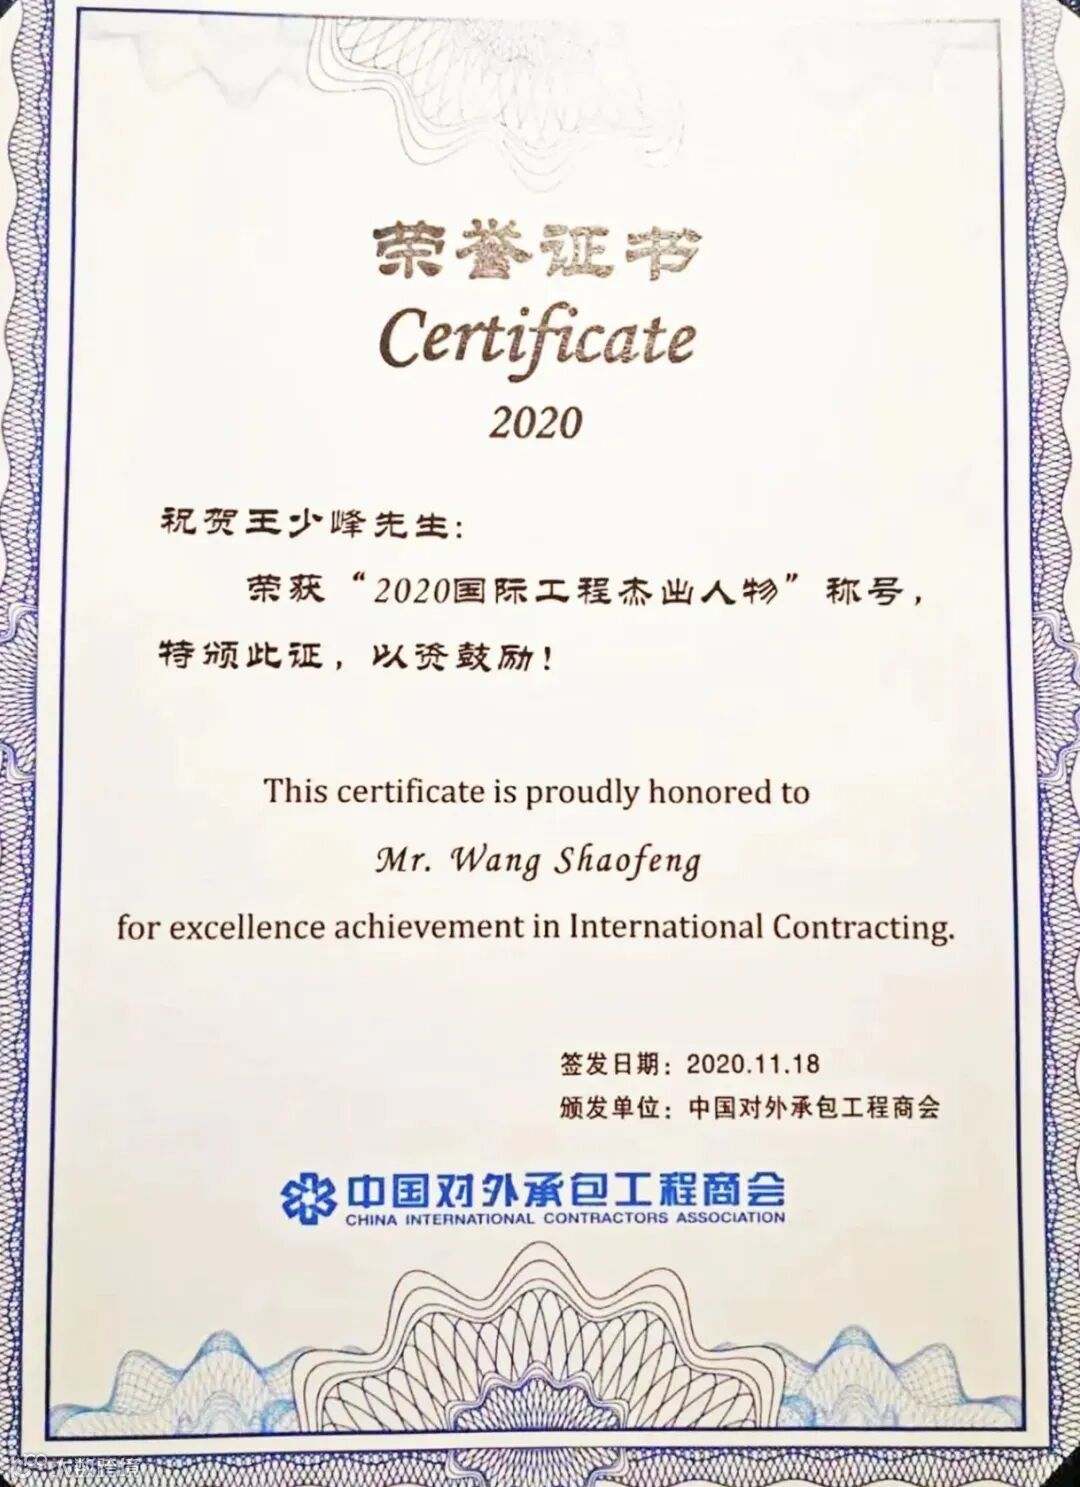 荣誉证书
Certificate
2020
祝贺王少峰先生：
荣获“2020国际工程杰出人物”称号，
特颁此证，以资鼓励！
This certificate is proudly honored to
Mr. Wang Shaofeng
for excellence achievement in International Contracting.
签发日期：2020.11.18
颁发单位：中国对外承包工程商会
中国对外承包工程商会
CHINA INTERNATIONAL CONTRACTORS ASSOCIATION
大数跨境